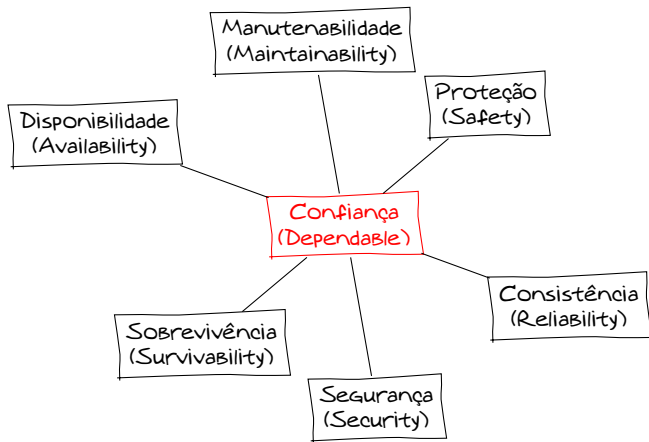 Manutenabilidade
(Maintainability)
Proteção
(Safety)
Disponibilidade
(Availability)
Confiança
(Dependable)
Consistência
(Reliability)
Sobrevivência
(Survivability)
Segurança
(Security)